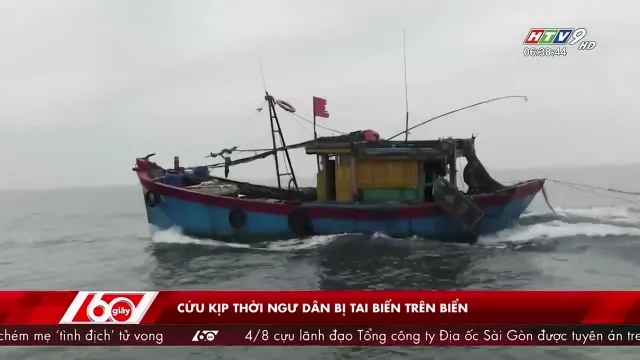 HTV9 HD
06:38:44
60 giây
CỨU KỊP THỜI NGƯ DÂN BỊ TAI BIẾN TRÊN BIỂN
chém mẹ 'tình địch' tử vong 60 4/8 cựu lãnh đạo Tổng công ty Địa ốc Sài Gòn được tuyên án tre